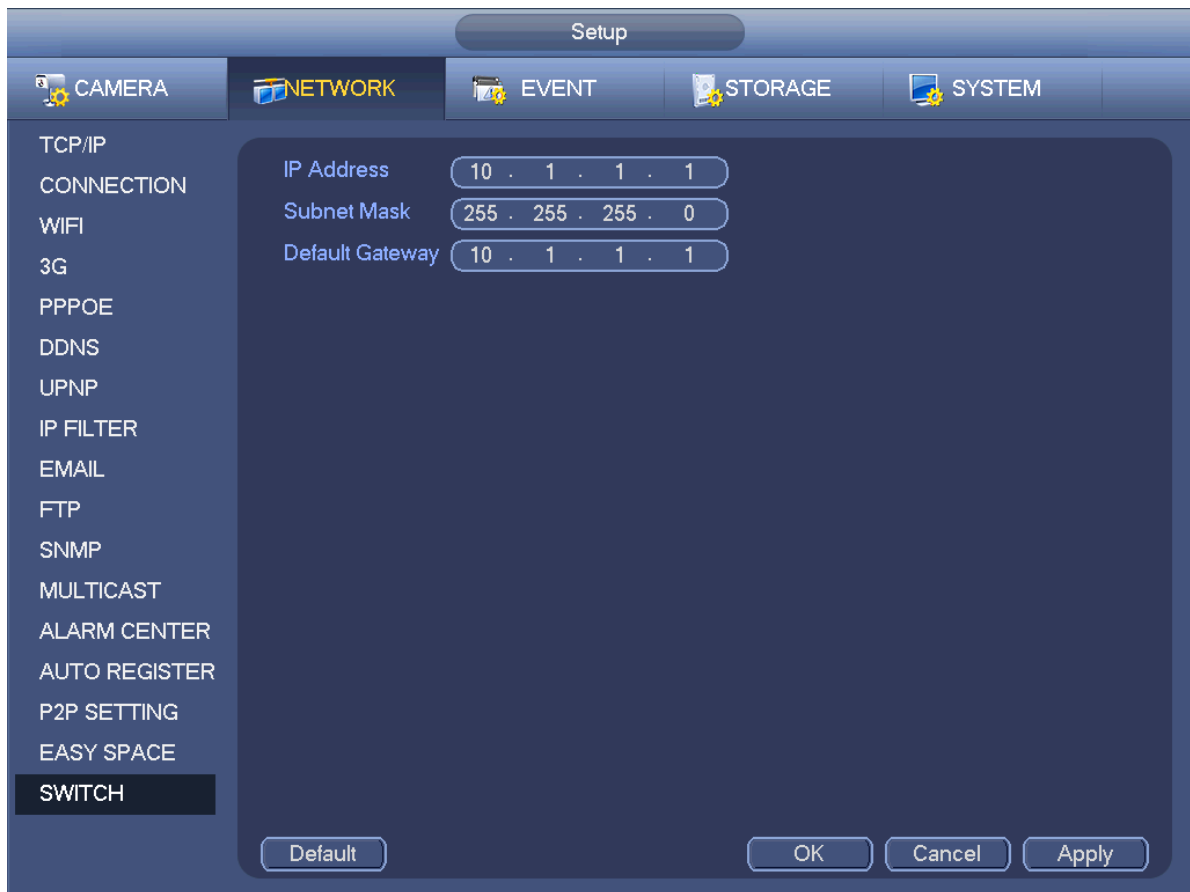 Setup
CAMERA NETWORK EVENT STORAGE SYSTEM
TCP/IP
CONNECTION
WIFI
3G
PPPOE
DDNS
UPNP
IP FILTER
EMAIL
FTP
SNMP
MULTICAST
ALARM CENTER
AUTO REGISTER
P2P SETTING
EASY SPACE
SWITCH
IP Address 10 . 1 . 1 . 1
Subnet Mask 255 . 255 . 255 . 0
Default Gateway 10 . 1 . 1 . 1
Default OK Cancel Apply